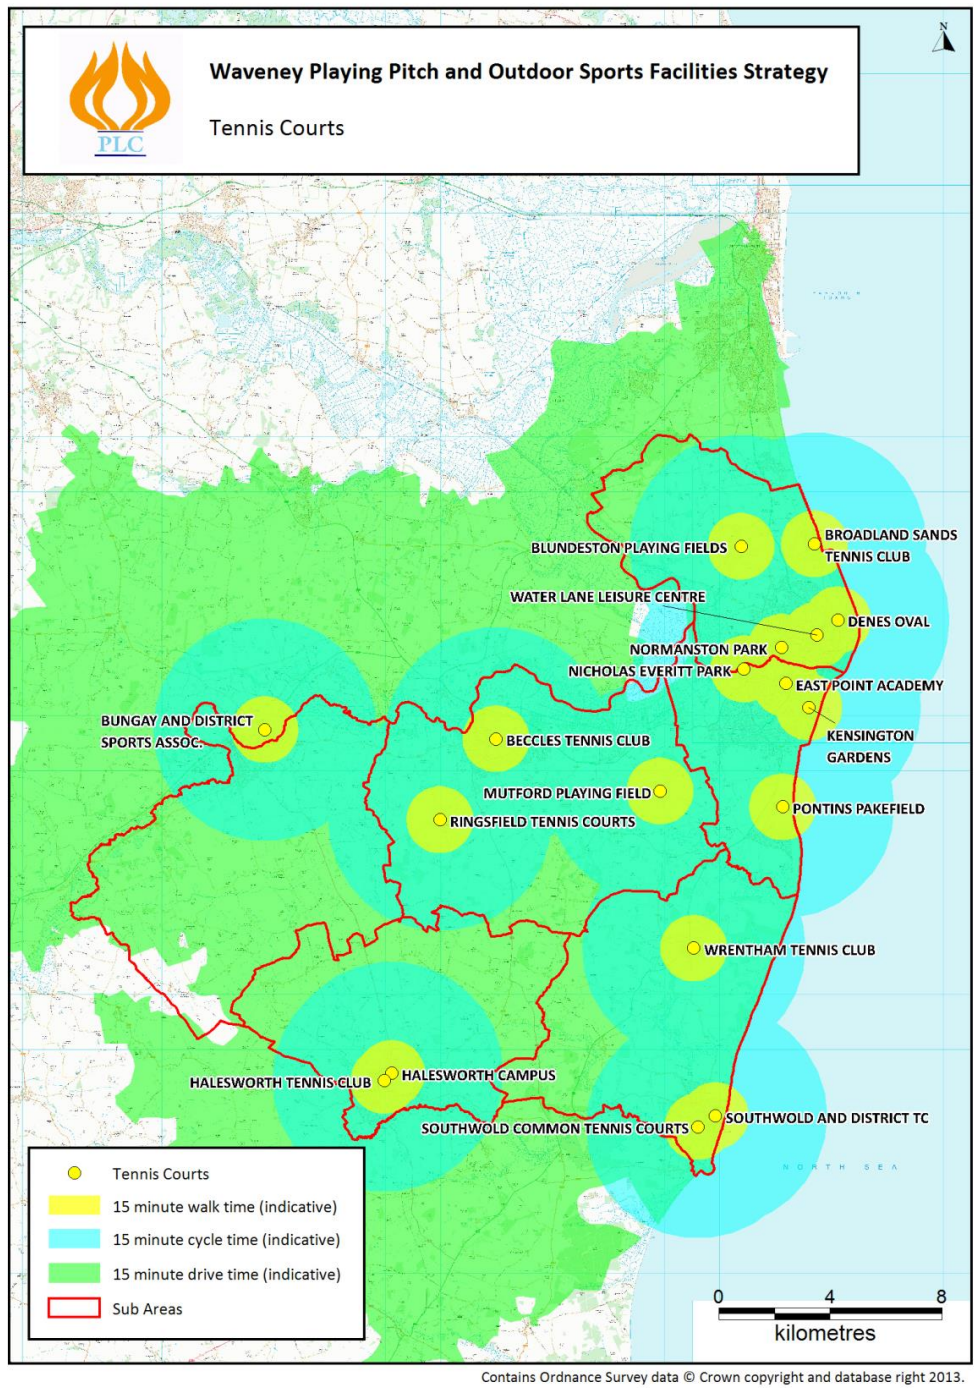 N
Waveney Playing Pitch and Outdoor Sports Facilities Strategy
PLC
Tennis Courts
BROADLAND SANDS
TENNIS CLUB
BLUNDESTON PLAYING FIELDS
WATER LANE LEISURE CENTRE
DENES OVAL
NORMANSTON PARK
NICHOLAS EVERITT PARK
EAST POINT ACADEMY
BUNGAY AND DISTRICT
SPORTS ASSOC.
BECCLES TENNIS CLUB
KENSINGTON
GARDENS
MUTFORD PLAYING FIELD
PONTINS PAKEFIELD
RINGSFIELD TENNIS COURTS
WRENTHAM TENNIS CLUB
HALESWORTH TENNIS CLUB
HALESWORTH CAMPUS
SOUTHWOLD COMMON TENNIS COURTS
SOUTHWOLD AND DISTRICT TC
NORTH SEA
Tennis Courts
15 minute walk time (indicative)
15 minute cycle time (indicative)
15 minute drive time (indicative)
Sub Areas
0 4 8
kilometres
Contains Ordnance Survey data © Crown copyright and database right 2013.